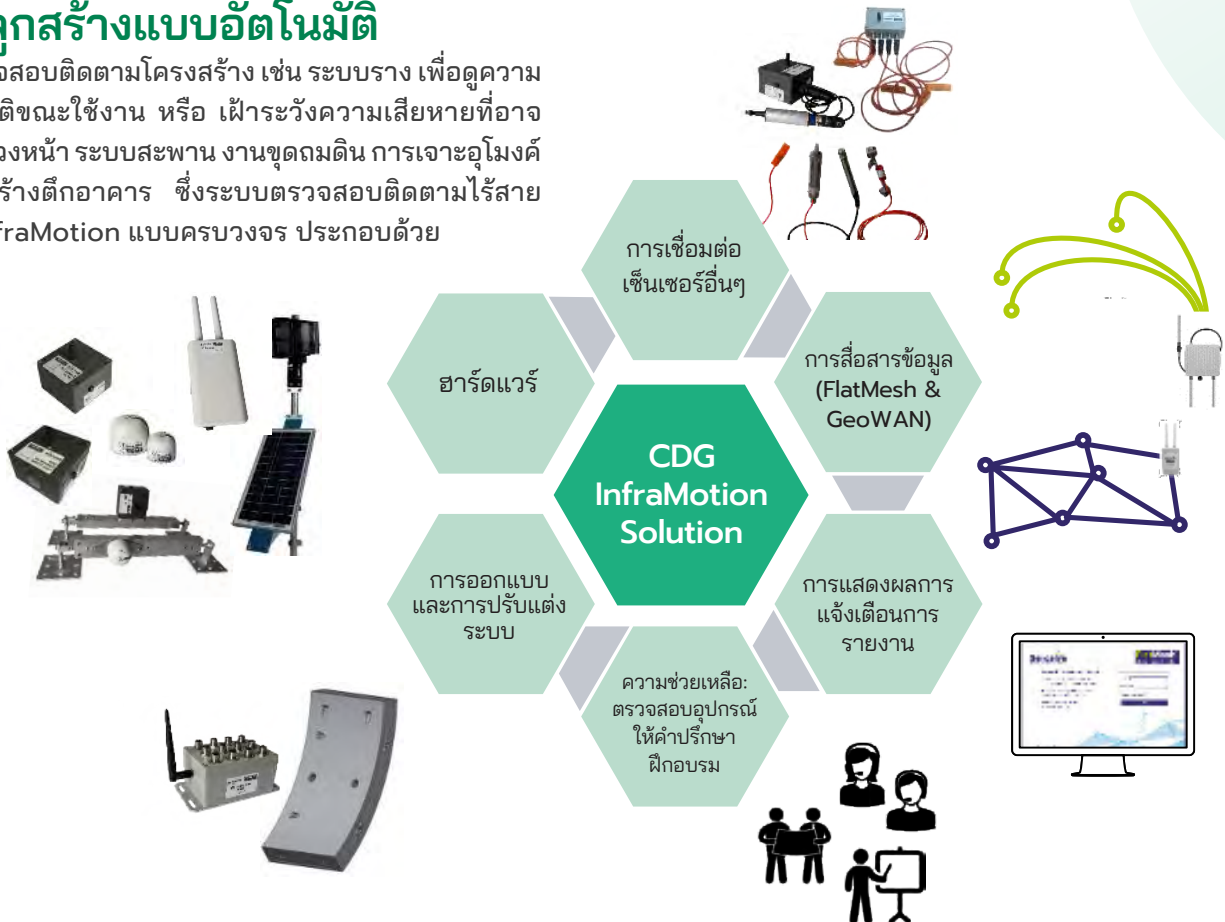 ลูกสร้างแบบอัตโนมัติ
จสอบติดตามโครงสร้าง เช่น ระบบราง เพื่อดูความ
ติขณะใช้งาน หรือ เฝ้าระวังความเสียหายที่อาจ
วงหน้า ระบบสะพาน งานขุดถมดิน การเจาะอุโมงค์
ร้างตึกอาคาร ซึ่งระบบตรวจสอบติดตามไร้สาย
fraMotion แบบครบวงจร ประกอบด้วย
การเชื่อมต่อ
เซ็นเซอร์อื่นๆ
ฮาร์ดแวร์
การสื่อสารข้อมูล
(FlatMesh &
GeoWAN)
CDG
InfraMotion
Solution
การออกแบบ
และการปรับแต่ง
ระบบ
การแสดงผลการ
แจ้งเตือนการ
รายงาน
ความช่วยเหลือ:
ตรวจสอบอุปกรณ์
ให้คำปรึกษา
ฝึกอบรม